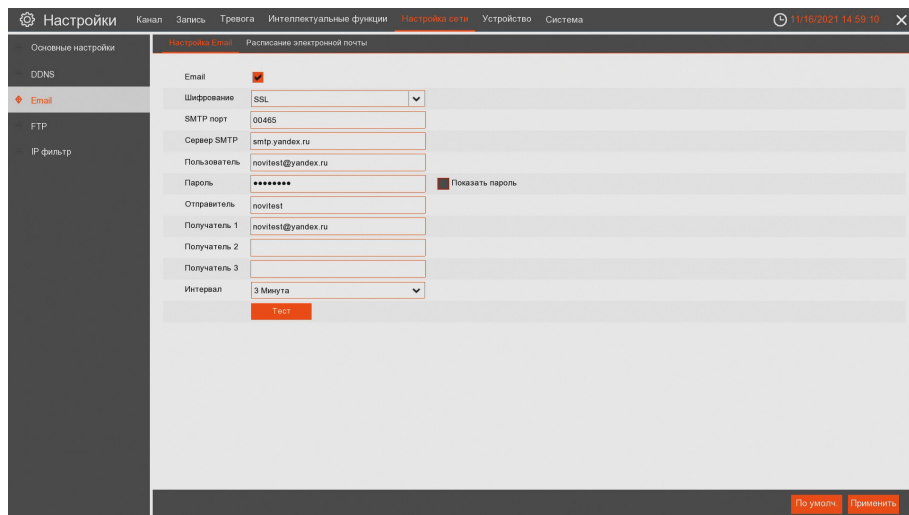 Настройки Канал Запись Тревога Интеллектуальные функции Настройка сети Устройство Система 11/16/2021 14:59:10
Основные настройки
DDNS
Email
FTP
IP фильтр
Настройка Email Расписание электронной почты
Email
Шифрование SSL
SMTP порт 00465
Сервер SMTP smtp.yandex.ru
Пользователь novitest@yandex.ru
Пароль •••••••• Показать пароль
Отправитель novitest
Получатель 1 novitest@yandex.ru
Получатель 2
Получатель 3
Интервал 3 Минута
Тест
По умолч. Применить